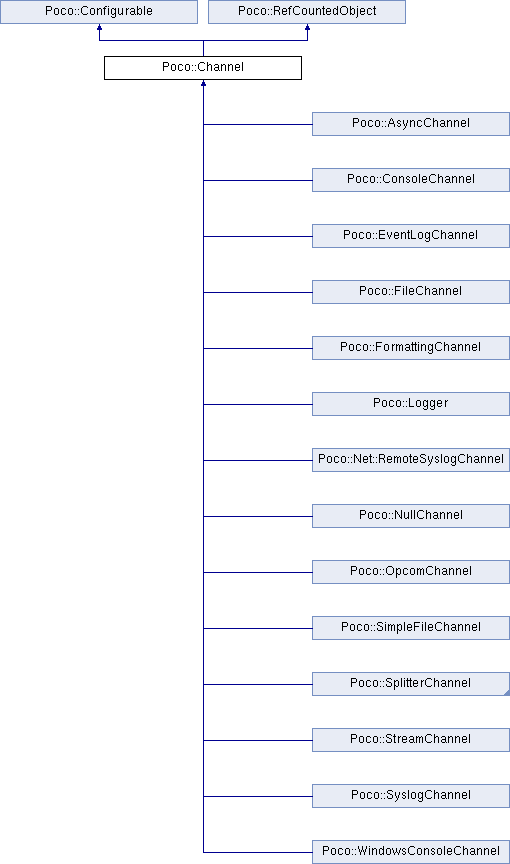 Poco::Configurable
Poco::RefCountedObject
Poco::Channel
Poco::AsyncChannel
Poco::ConsoleChannel
Poco::EventLogChannel
Poco::FileChannel
Poco::FormattingChannel
Poco::Logger
Poco::Net::RemoteSyslogChannel
Poco::NullChannel
Poco::OpcomChannel
Poco::SimpleFileChannel
Poco::SplitterChannel
Poco::StreamChannel
Poco::SyslogChannel
Poco::WindowsConsoleChannel